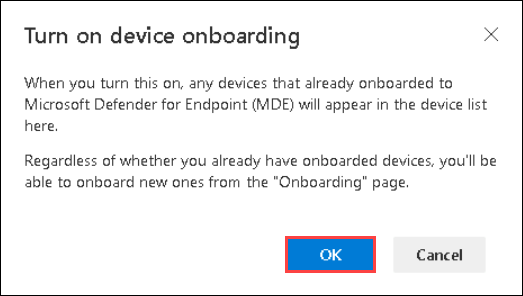 Turn on device onboarding
When you turn this on, any devices that already onboarded to
Microsoft Defender for Endpoint (MDE) will appear in the device list
here.
Regardless of whether you already have onboarded devices, you'll be
able to onboard new ones from the "Onboarding" page.
OK Cancel